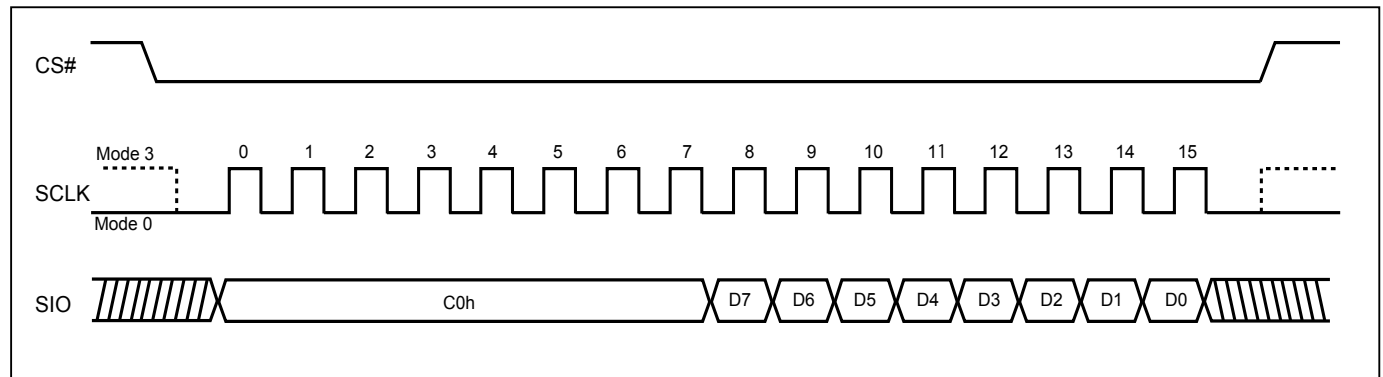 CS#
Mode 3 0 1 2 3 4 5 6 7 8 9 10 11 12 13 14 15
SCLK
Mode 0
SIO C0h D7 D6 D5 D4 D3 D2 D1 D0